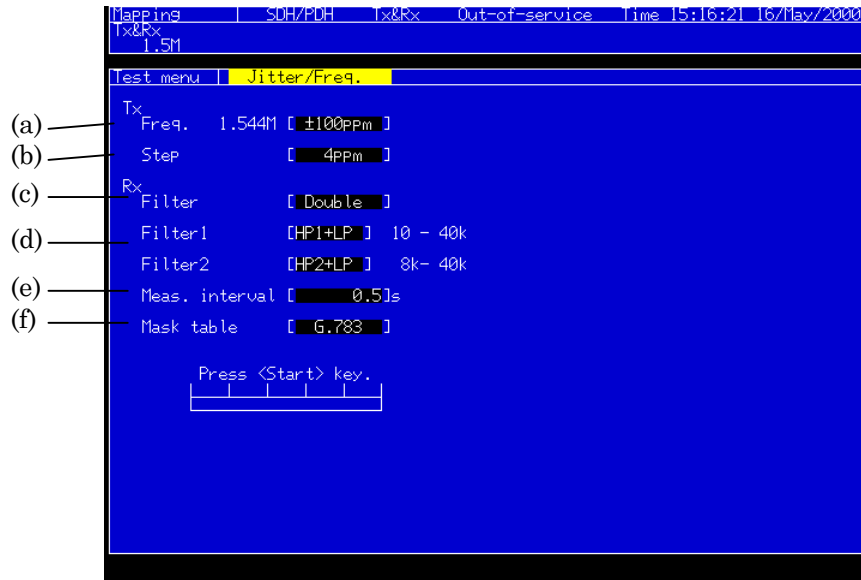 Mapping | SDH/PDH Tx&Rx Out-of-service Time 15:16:21 16/May/2000
Tx&Rx
1.5M
Test menu | Jitter/Freq.
Tx
(a) Freq. 1.544M [ ±100ppm ]
(b) Step [ 4ppm ]
Rx
(c) Filter [ Double ]
(d) Filter1 [HP1+LP ] 10 - 40k
Filter2 [HP2+LP ] 8k- 40k
(e) Meas. interval [ 0.5]s
(f) Mask table [ G.783 ]
Press <Start> key.